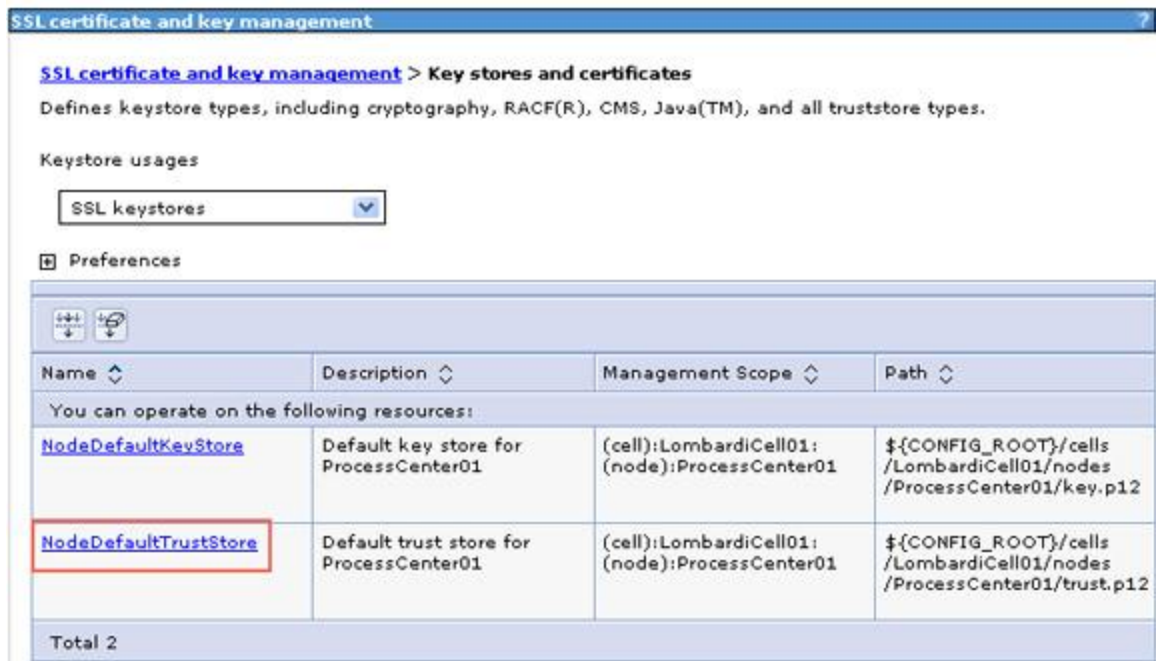 SSL certificate and key management ?
SSL certificate and key management > Key stores and certificates
Defines keystore types, including cryptography, RACF(R), CMS, Java(TM), and all truststore types.
Keystore usages
SSL keystores
Preferences
Name Description Management Scope Path
You can operate on the following resources:
NodeDefaultKeyStore
Default key store for
ProcessCenter01
(cell):LombardiCell01:
(node):ProcessCenter01
${CONFIG_ROOT}/cells
/LombardiCell01/nodes
/ProcessCenter01/key.p12
NodeDefaultTrustStore
Default trust store for
ProcessCenter01
(cell):LombardiCell01:
(node):ProcessCenter01
${CONFIG_ROOT}/cells
/LombardiCell01/nodes
/ProcessCenter01/trust.p12
Total 2